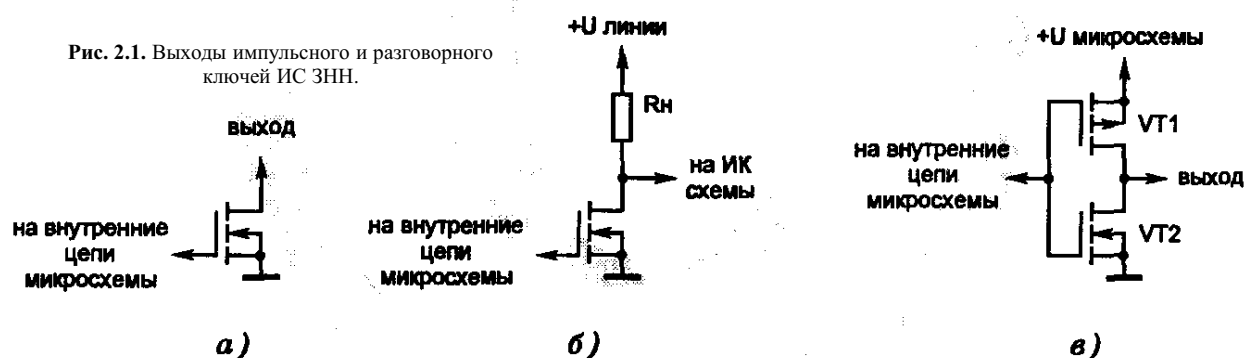 Рис. 2.1. Выходы импульсного и разговорного
ключей ИС ЗНН.
выход
на внутренние
цепи
микросхемы
а)
+U линии
Rн
на ИК
схемы
на внутренние
цепи
микросхемы
б)
+U микросхемы
VT1
на внутренние
цепи
микросхемы
выход
VT2
в)